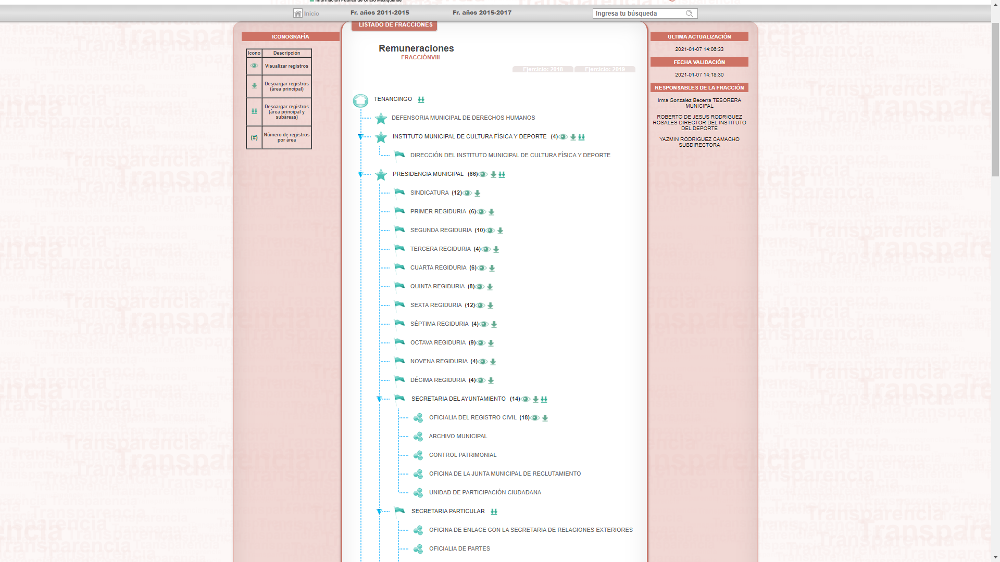 Información Pública de Oficio Mexiquense
Inicio
Fr. años 2011-2015
Fr. años 2015-2017
Ingresa tu búsqueda
LISTADO DE FRACCIONES
ICONOGRAFÍA
Icono Descripción
Visualizar registros
Descargar registros
(área principal)
Descargar registros
(área principal y
subáreas)
(#) Número de registros
por área
Remuneraciones
FRACCIÓNVIII
Ejercicio: 2018
Ejercicio: 2019
TENANCINGO
DEFENSORIA MUNICIPAL DE DERECHOS HUMANOS
INSTITUTO MUNICIPAL DE CULTURA FÍSICA Y DEPORTE (4)
DIRECCIÓN DEL INSTITUTO MUNICIPAL DE CULTURA FÍSICA Y DEPORTE
PRESIDENCIA MUNICIPAL (66)
SINDICATURA (12)
PRIMER REGIDURIA (6)
SEGUNDA REGIDURIA (10)
TERCERA REGIDURIA (4)
CUARTA REGIDURIA (6)
QUINTA REGIDURIA (8)
SEXTA REGIDURIA (12)
SÉPTIMA REGIDURIA (4)
OCTAVA REGIDURIA (9)
NOVENA REGIDURIA (4)
DÉCIMA REGIDURIA (4)
SECRETARIA DEL AYUNTAMIENTO (14)
OFICIALIA DEL REGISTRO CIVIL (18)
ARCHIVO MUNICIPAL
CONTROL PATRIMONIAL
OFICINA DE LA JUNTA MUNICIPAL DE RECLUTAMIENTO
UNIDAD DE PARTICIPACIÓN CIUDADANA
SECRETARIA PARTICULAR
OFICINA DE ENLACE CON LA SECRETARIA DE RELACIONES EXTERIORES
OFICIALIA DE PARTES
ULTIMA ACTUALIZACIÓN
2021-01-07 14:06:33
FECHA VALIDACIÓN
2021-01-07 14:18:30
RESPONSABLES DE LA FRACCIÓN
Irma Gonzalez Becerra TESORERA
MUNICIPAL
ROBERTO DE JESUS RODRIGUEZ
ROSALES DIRECTOR DEL INSTITUTO
DEL DEPORTE
YAZMIN RODRIGUEZ CAMACHO
SUBDIRECTORA